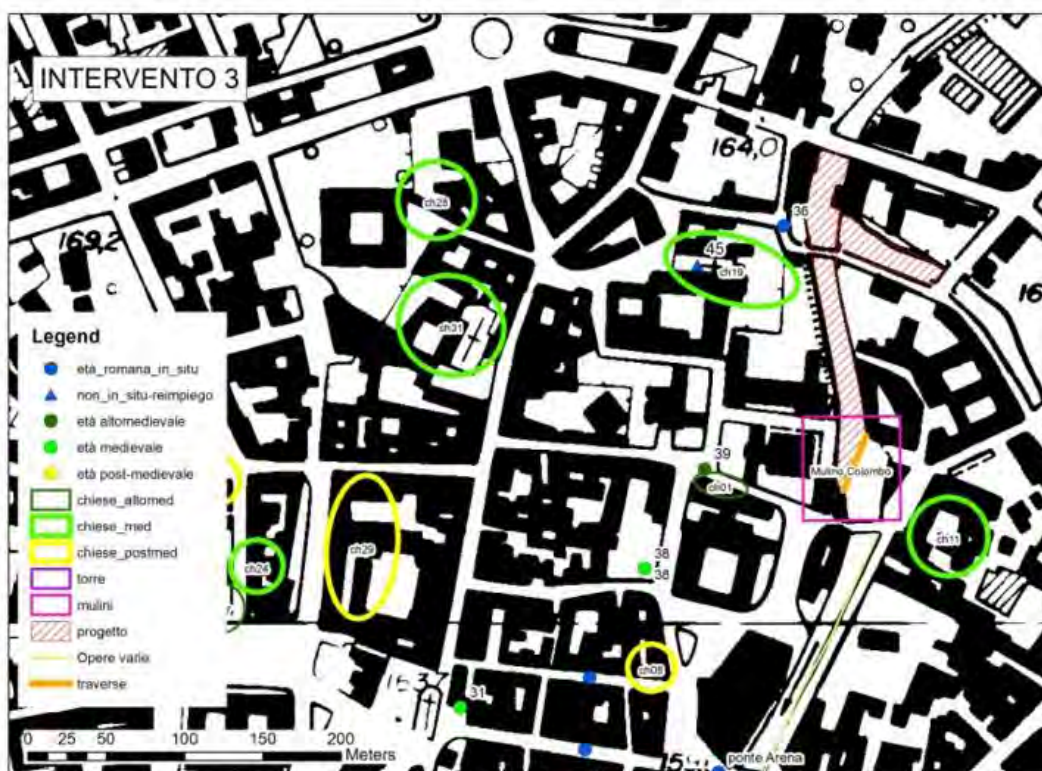 INTERVENTO 3
164,0
36
ch28
169,2
45
ch19
16
c
ch31
Legend
età_romana_in_situ
non_in_situ-reimpiego
età altomedievale
età medievale
età post-medievale
chiese_altomed
chiese_med
chiese_postmed
torre
mulini
progetto
Opere varie
traverse
39
Mulino Colombo
ch01
ch11
ch29
38
ch24
38
ch08
31
0 25 50 100 150 200
Meters
ponte Arena